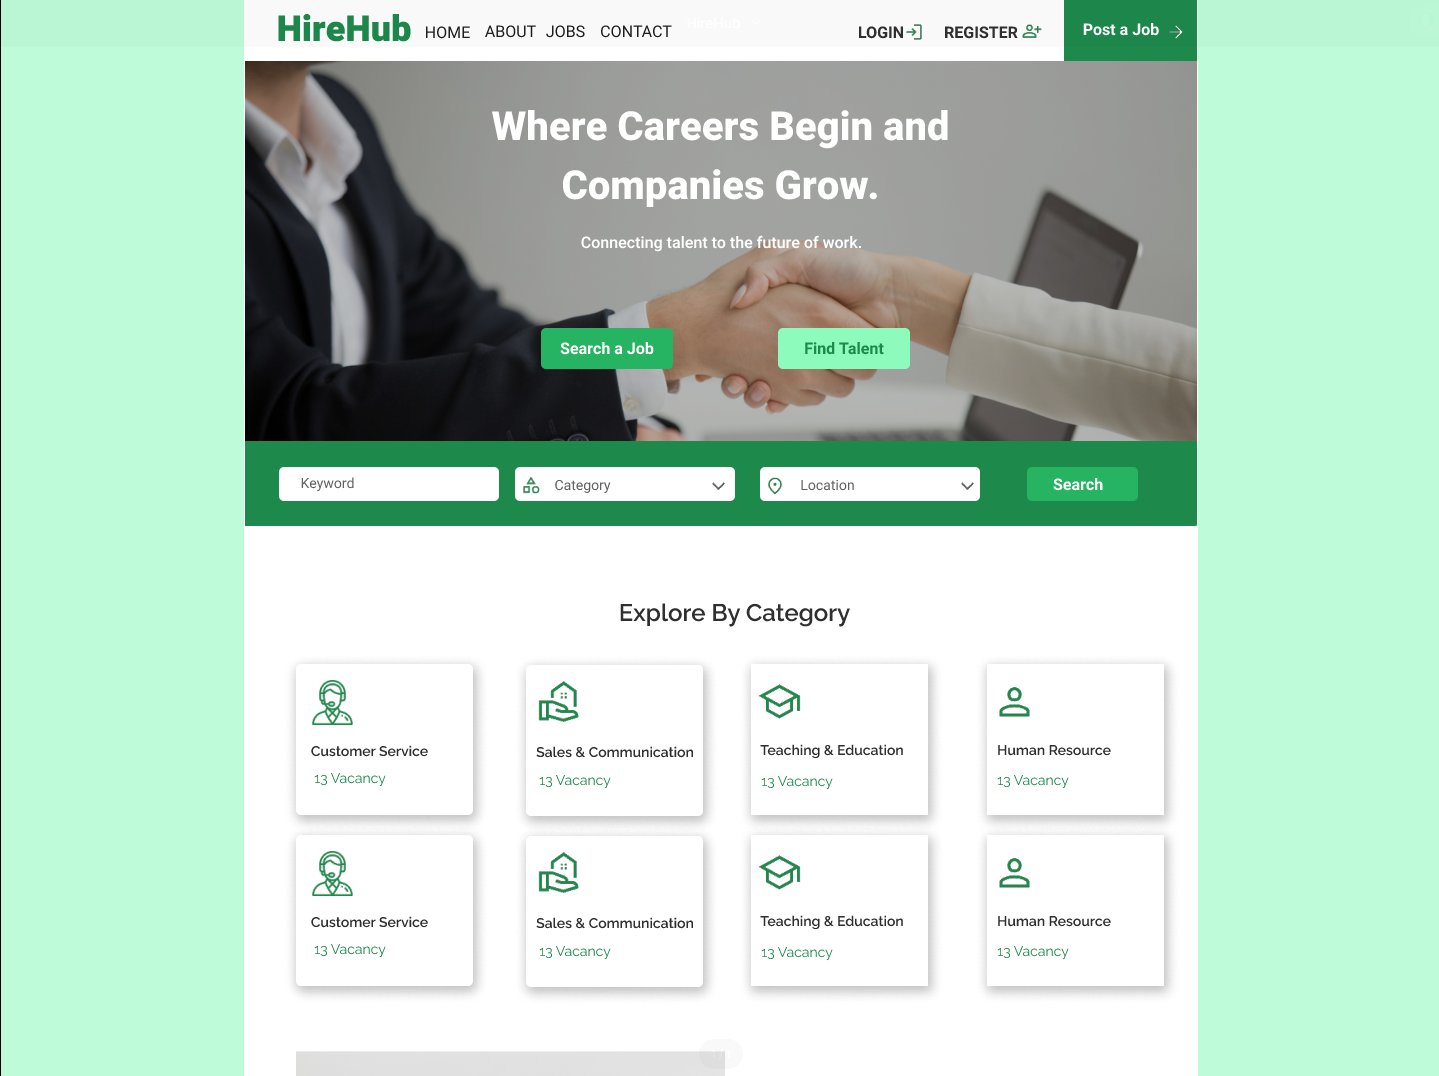 HireHub HOME ABOUT JOBS CONTACT HireHub LOGIN REGISTER Post a Job
Where Careers Begin and
Companies Grow.
Connecting talent to the future of work.
Search a Job Find Talent
Keyword Category Location Search
Explore By Category
Customer Service Sales & Communication Teaching & Education Human Resource
13 Vacancy 13 Vacancy 13 Vacancy 13 Vacancy
Customer Service Sales & Communication Teaching & Education Human Resource
13 Vacancy 13 Vacancy 13 Vacancy 13 Vacancy